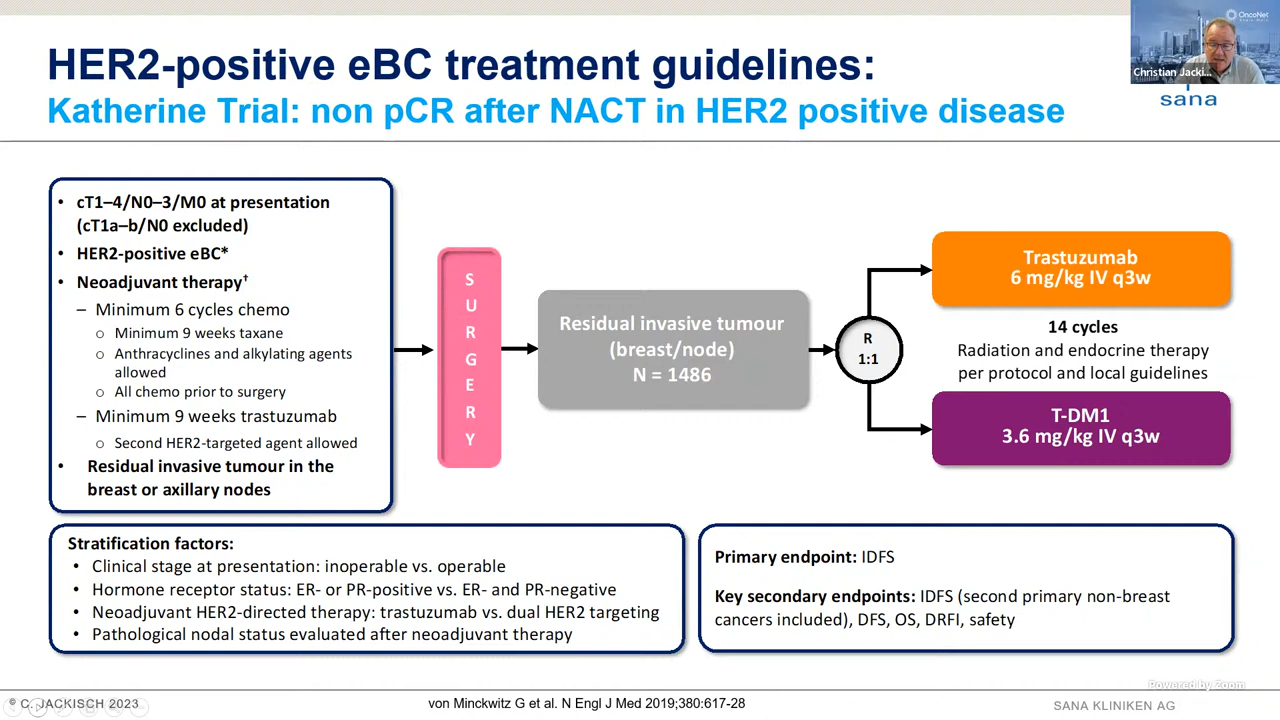 HER2-positive eBC treatment guidelines:
Katherine Trial: non pCR after NACT in HER2 positive disease
OncoNet
Christian Jacki...
sana
• cT1–4/N0–3/M0 at presentation
(cT1a–b/N0 excluded)
• HER2-positive eBC*
• Neoadjuvant therapy†
– Minimum 6 cycles chemo
o Minimum 9 weeks taxane
o Anthracyclines and alkylating agents
allowed
o All chemo prior to surgery
– Minimum 9 weeks trastuzumab
o Second HER2-targeted agent allowed
• Residual invasive tumour in the
breast or axillary nodes
S
U
R
G
E
R
Y
Residual invasive tumour
(breast/node)
N = 1486
R
1:1
Trastuzumab
6 mg/kg IV q3w
14 cycles
Radiation and endocrine therapy
per protocol and local guidelines
T-DM1
3.6 mg/kg IV q3w
Stratification factors:
• Clinical stage at presentation: inoperable vs. operable
• Hormone receptor status: ER- or PR-positive vs. ER- and PR-negative
• Neoadjuvant HER2-directed therapy: trastuzumab vs. dual HER2 targeting
• Pathological nodal status evaluated after neoadjuvant therapy
Primary endpoint: IDFS
Key secondary endpoints: IDFS (second primary non-breast
cancers included), DFS, OS, DRFI, safety
Powered by Zoom
© C. JACKISCH 2023
von Minckwitz G et al. N Engl J Med 2019;380:617-28
SANA KLINIKEN AG